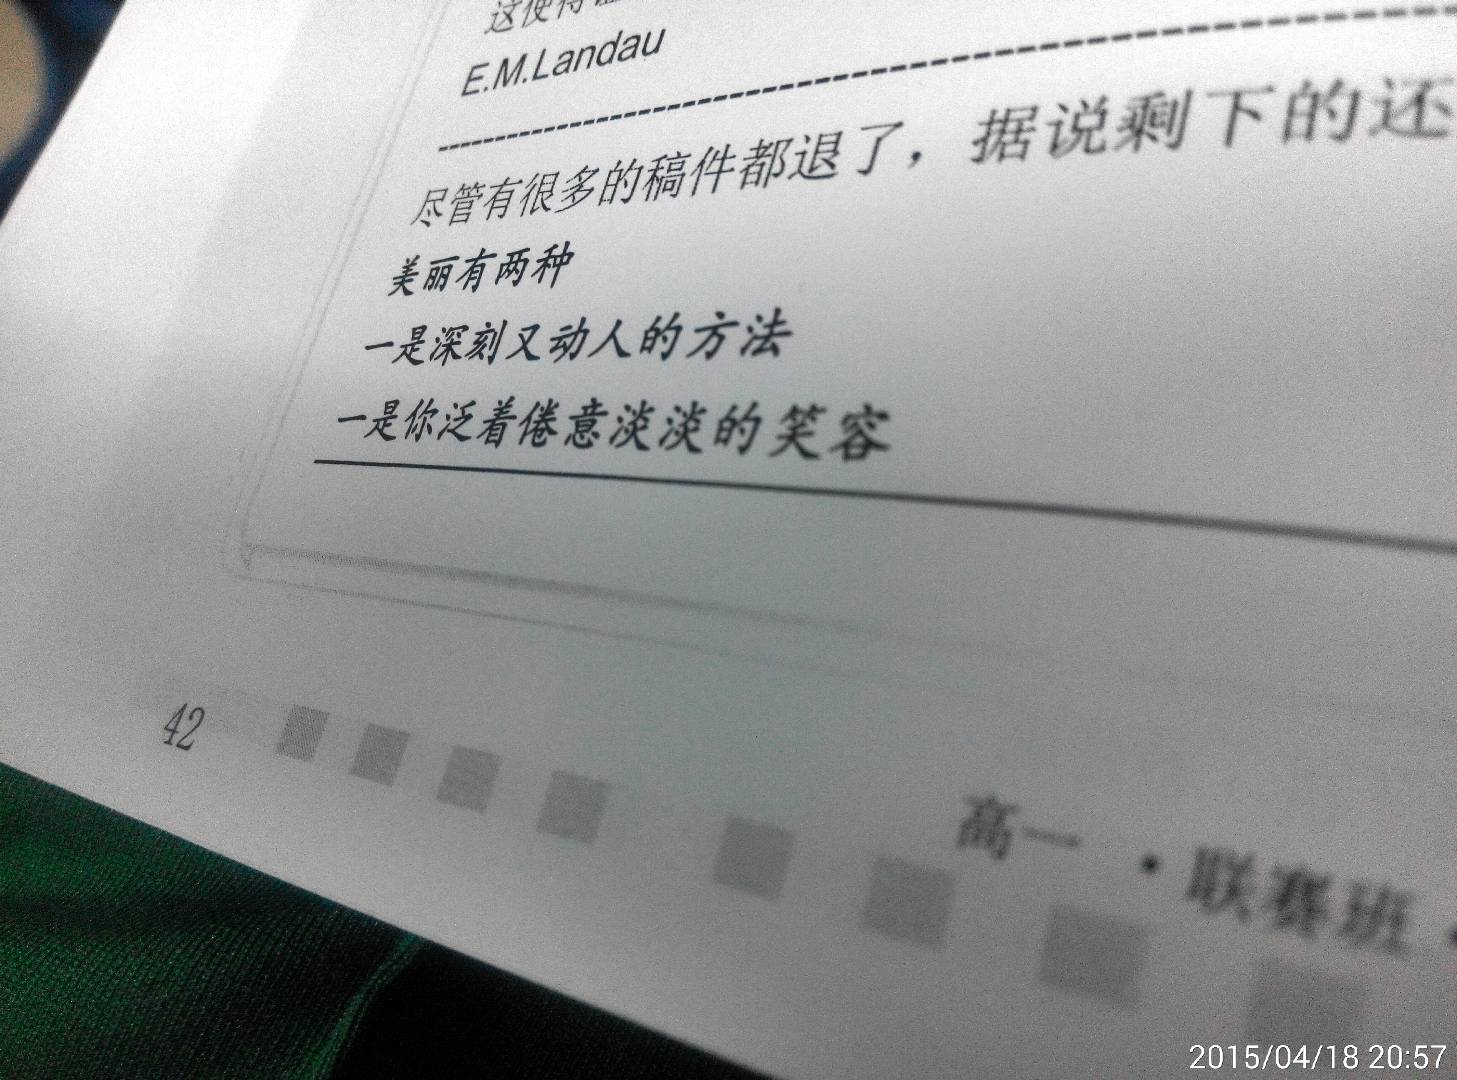 这使得
E.M.Landau
尽管有很多的稿件都退了，据说剩下的还
美丽有两种
一是深刻又动人的方法
一是你泛着倦意淡淡的笑容
42
高一·联赛班
2015/04/18 20:57